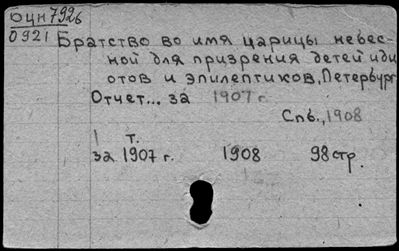 оцн7926
0921 Братство во имя царицы небес-
ной для призрения детей иди
отов и эпилептиков, Петербург
Отчет... за 1907 г.
Спб., 1908
1 т.
за 1907 г. 1908 98 стр.